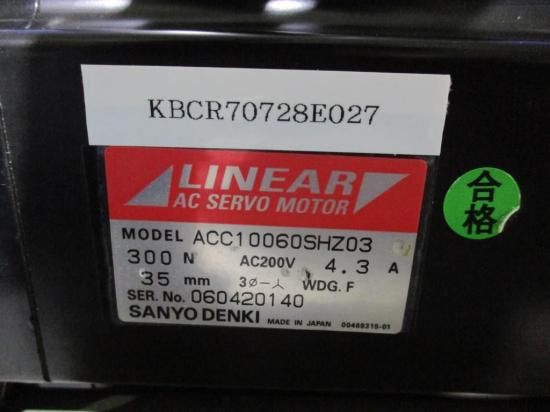 KBCR70728E027
LINEAR
AC SERVO MOTOR
MODEL ACC10060SHZ03
300 N AC200V 4.3 A
35 mm 3ø-人 WDG. F
SER. No. 060420140
SANYO DENKI MADE IN JAPAN 00469315-01
合格